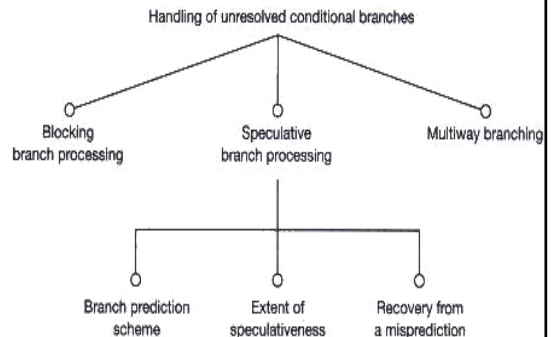 Handling of unresolved conditional branches
Blocking
branch processing
Speculative
branch processing
Multiway branching
Branch prediction
scheme
Extent of
speculativeness
Recovery from
a misprediction